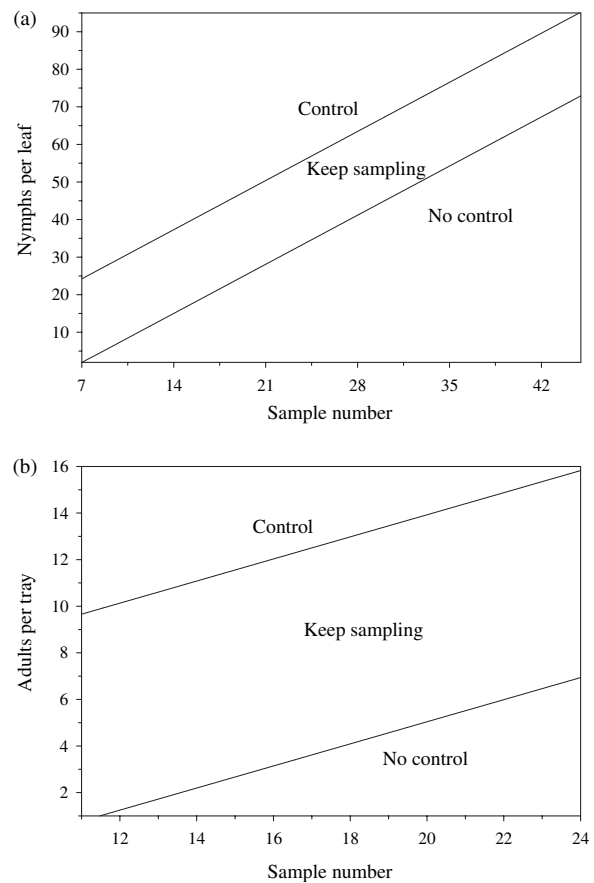 (a)
90
80
70
60
50
40
30
20
10
Nymphs per leaf
Control
Keep sampling
No control
7 14 21 28 35 42
Sample number
(b)
16
14
12
10
8
6
4
2
Adults per tray
Control
Keep sampling
No control
12 14 16 18 20 22 24
Sample number